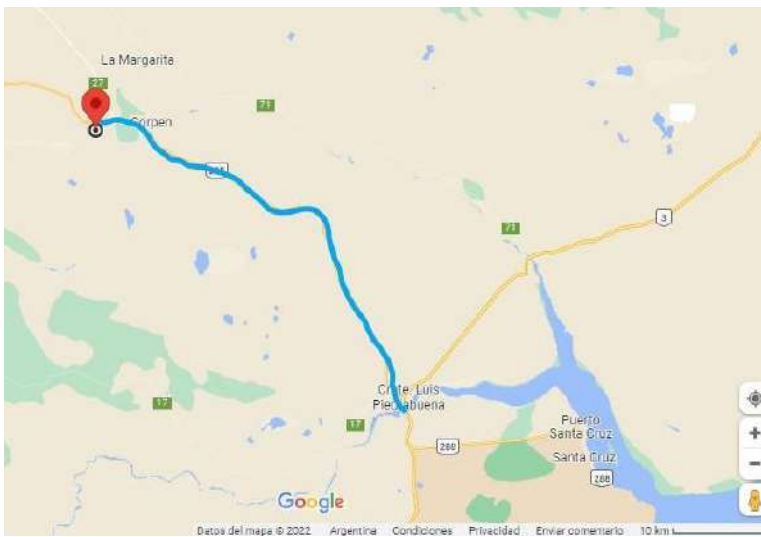 La Margarita
27
71
Corpen
288
3
71
17
Cmte. Luis
Piedrabuena
17
288
Puerto
Santa Cruz
Santa Cruz
288
Google
Datos del mapa © 2022 Argentina Condiciones Privacidad Enviar comentario 10 km